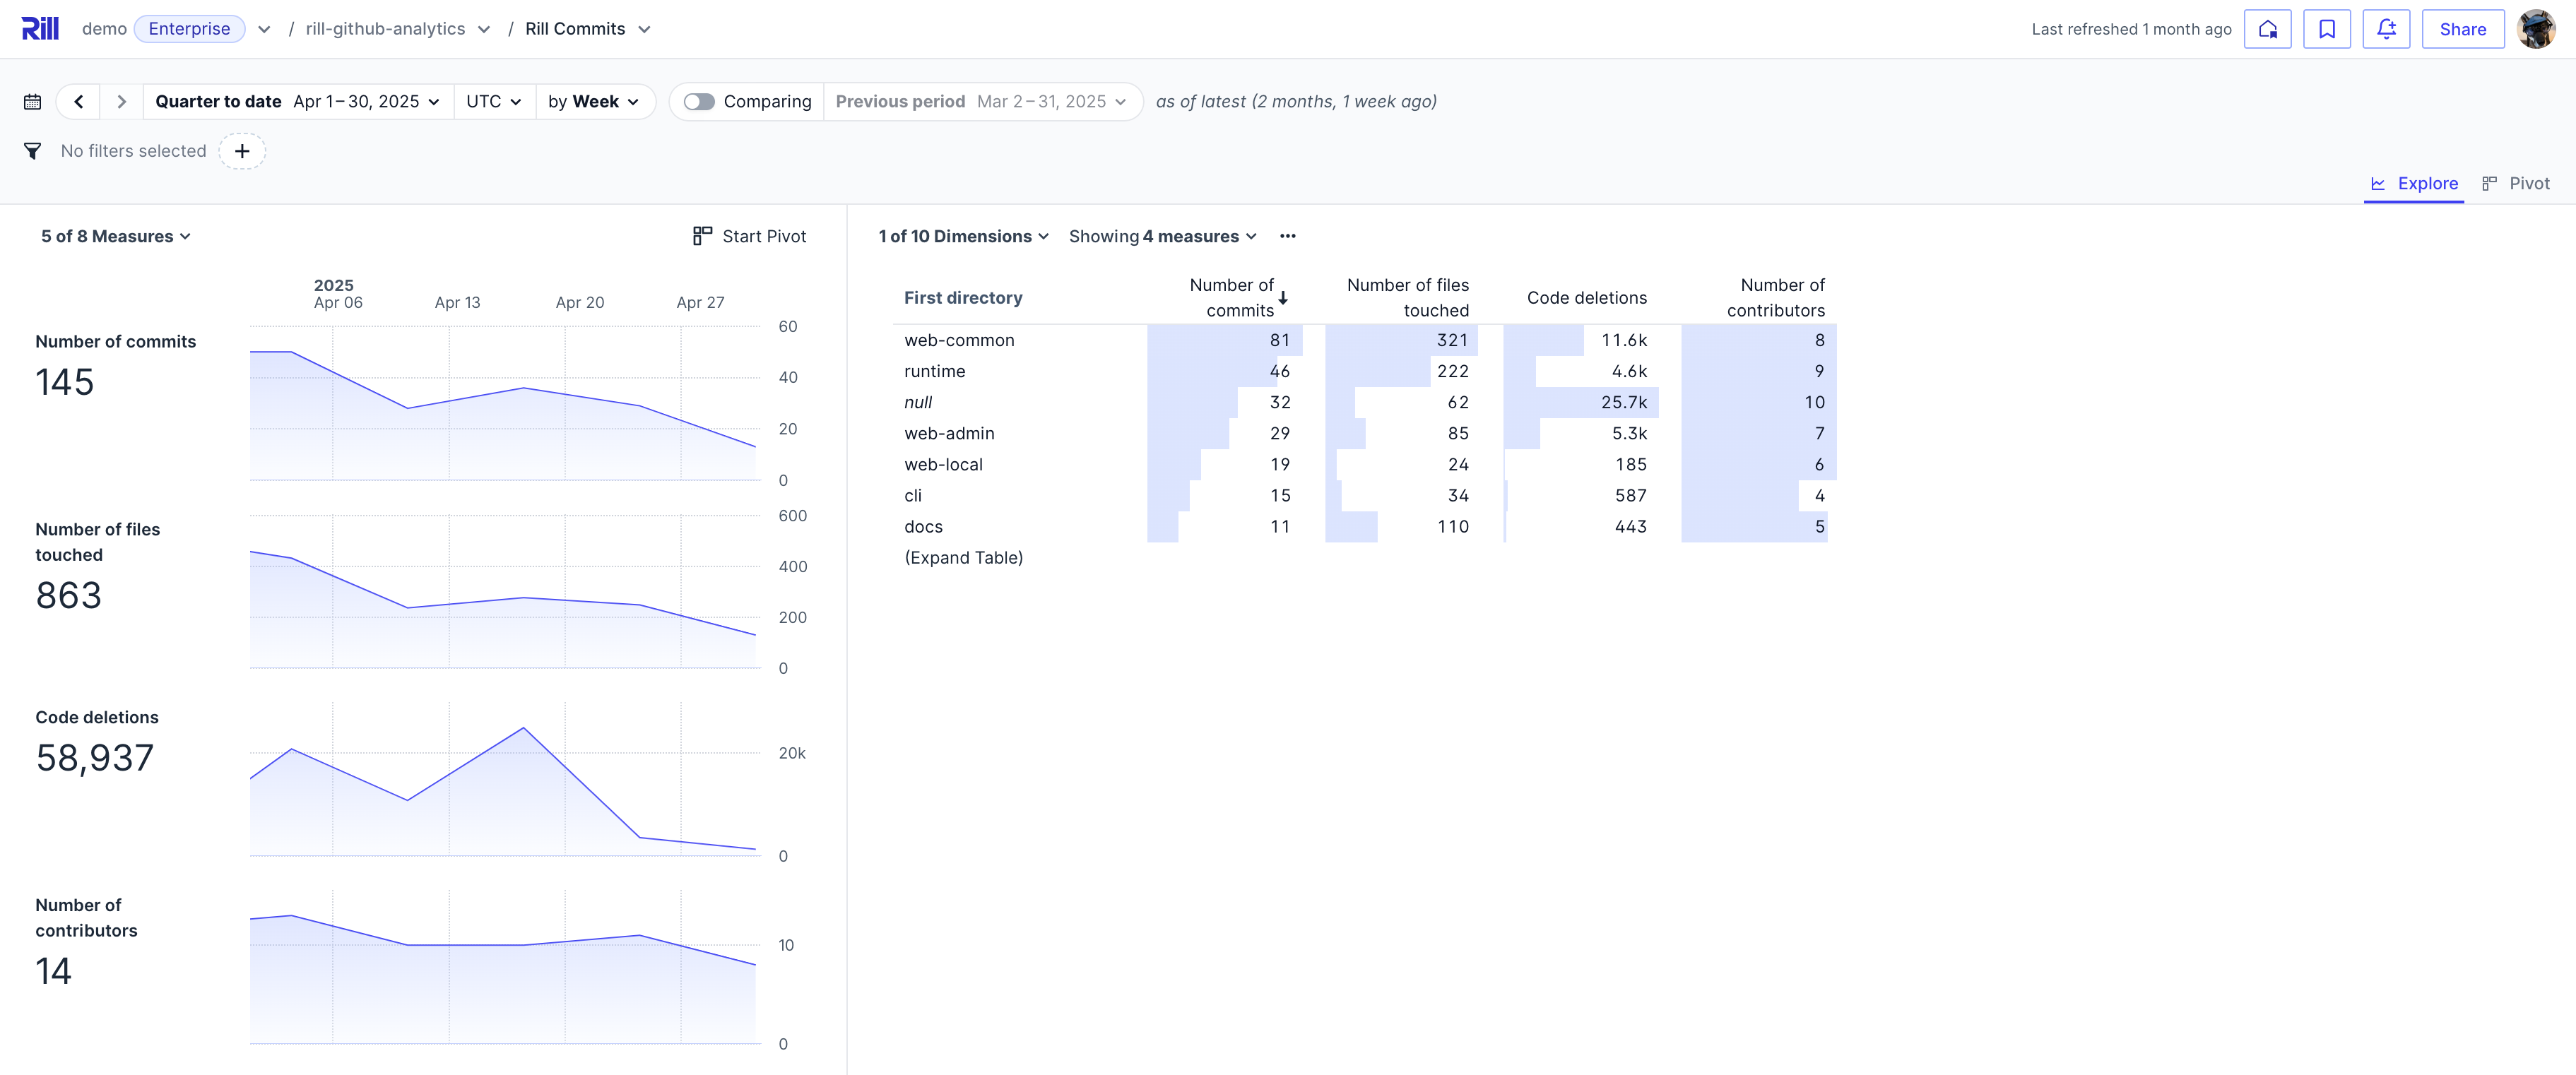 Rill demo Enterprise / rill-github-analytics / Rill Commits Last refreshed 1 month ago Share
Quarter to date Apr 1 – 30, 2025 UTC by Week Comparing Previous period Mar 2 – 31, 2025 as of latest (2 months, 1 week ago)
No filters selected +
Explore Pivot
5 of 8 Measures Start Pivot
2025
Apr 06 Apr 13 Apr 20 Apr 27
Number of commits
145
60
40
20
0
Number of files
touched
863
600
400
200
0
Code deletions
58,937
20k
0
Number of
contributors
14
10
0
1 of 10 Dimensions Showing 4 measures ...
First directory Number of commits Number of files touched Code deletions Number of contributors
web-common 81 321 11.6k 8
runtime 46 222 4.6k 9
null 32 62 25.7k 10
web-admin 29 85 5.3k 7
web-local 19 24 185 6
cli 15 34 587 4
docs 11 110 443 5
(Expand Table)